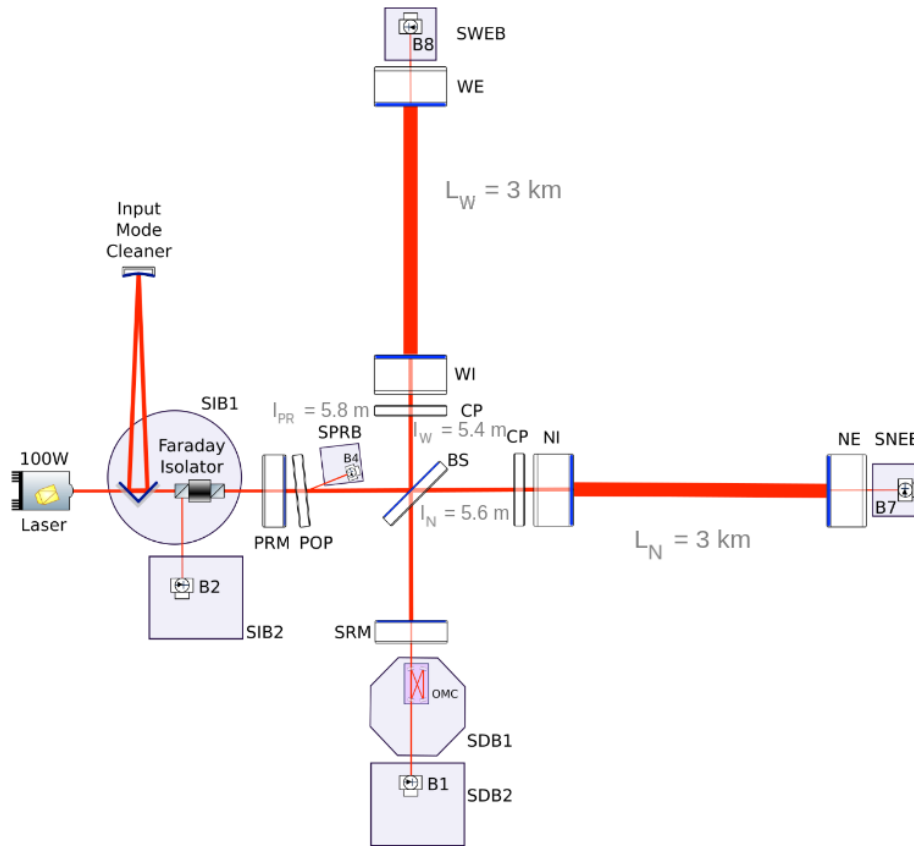 B8
SWEB
WE
L_W = 3 km
Input
Mode
Cleaner
WI
SIB1
l_PR = 5.8 m
CP
SPRB
l_W = 5.4 m
100W
Faraday
Isolator
B4
BS
CP
NI
NE
SNEB
Laser
PRM
POP
l_N = 5.6 m
B7
L_N = 3 km
B2
SRM
SIB2
OMC
SDB1
B1
SDB2